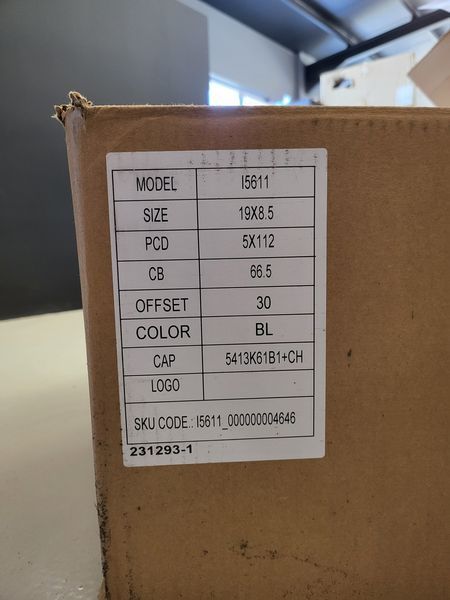 MODEL I5611
SIZE 19X8.5
PCD 5X112
CB 66.5
OFFSET 30
COLOR BL
CAP 5413K61B1+CH
LOGO
SKU CODE.: I5611_000000004646
231293-1